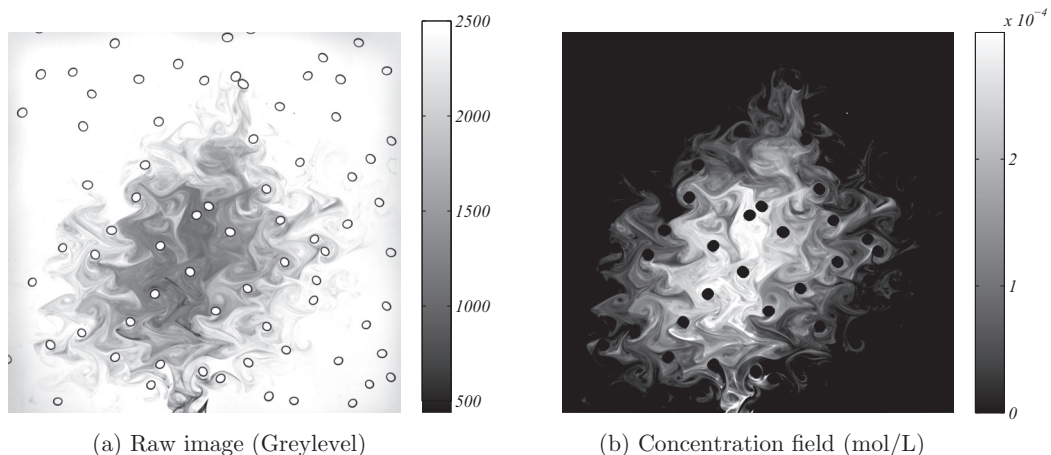 2500
2000
1500
1000
500
x 10⁻⁴
2
1
0
(a) Raw image (Greylevel)
(b) Concentration field (mol/L)